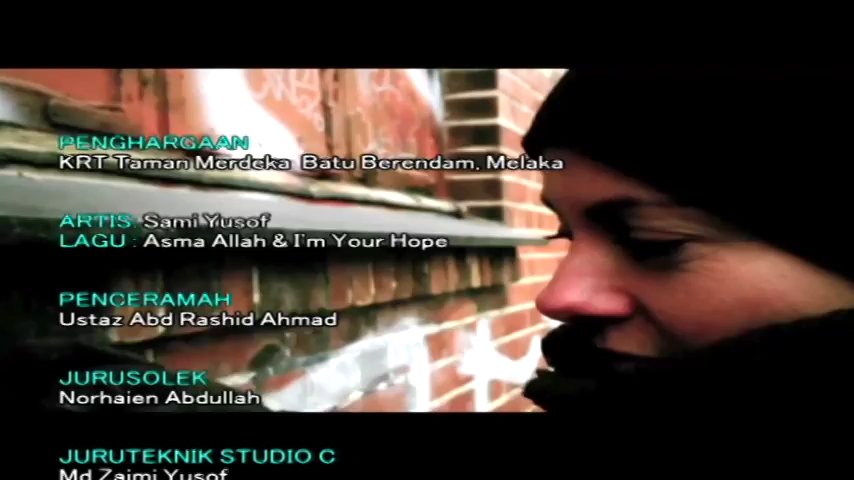 PENGHARGAAN
KRT Taman Merdeka Batu Berendam, Melaka
ARTIS: Sami Yusof
LAGU : Asma Allah & I'm Your Hope
PENCERAMAH
Ustaz Abd Rashid Ahmad
JURUSOLEK
Norhaien Abdullah
JURUTEKNIK STUDIO C
Md Zaimi Yusof